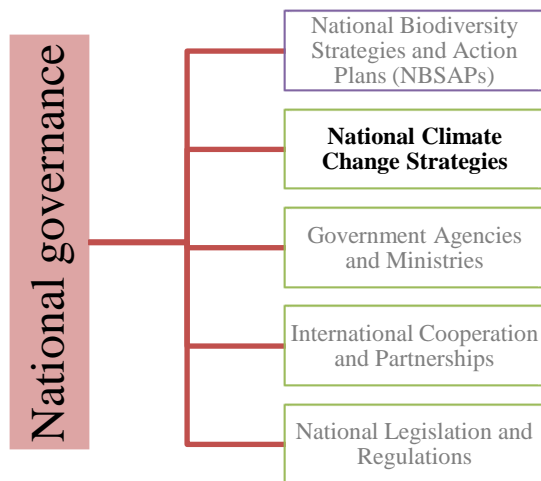 National governance
National Biodiversity
Strategies and Action
Plans (NBSAPs)
National Climate
Change Strategies
Government Agencies
and Ministries
International Cooperation
and Partnerships
National Legislation and
Regulations